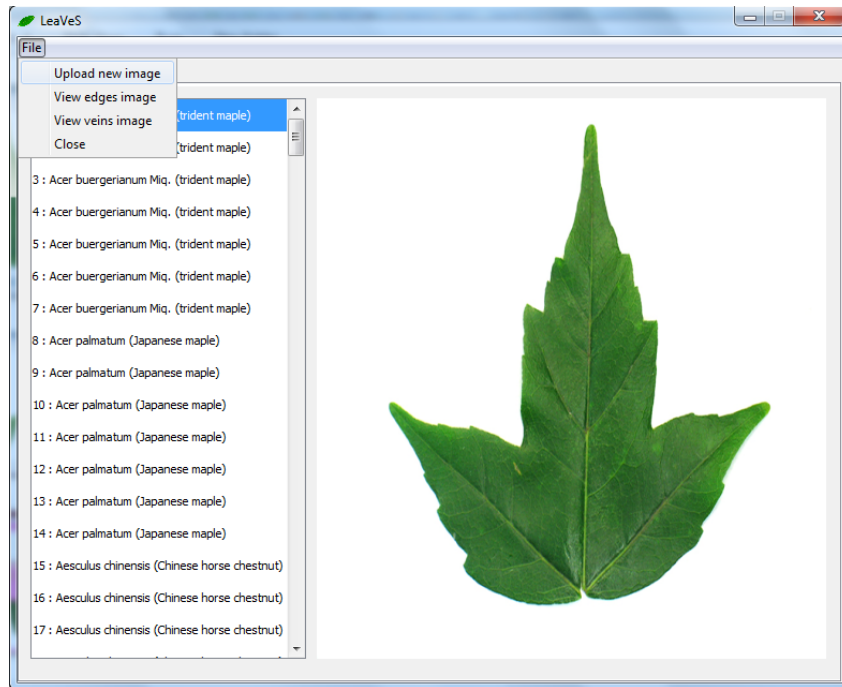 LeaVeS
File
Upload new image
View edges image
View veins image
Close
(trident maple)
(trident maple)
3 : Acer buergerianum Miq. (trident maple)
4 : Acer buergerianum Miq. (trident maple)
5 : Acer buergerianum Miq. (trident maple)
6 : Acer buergerianum Miq. (trident maple)
7 : Acer buergerianum Miq. (trident maple)
8 : Acer palmatum (Japanese maple)
9 : Acer palmatum (Japanese maple)
10 : Acer palmatum (Japanese maple)
11 : Acer palmatum (Japanese maple)
12 : Acer palmatum (Japanese maple)
13 : Acer palmatum (Japanese maple)
14 : Acer palmatum (Japanese maple)
15 : Aesculus chinensis (Chinese horse chestnut)
16 : Aesculus chinensis (Chinese horse chestnut)
17 : Aesculus chinensis (Chinese horse chestnut)